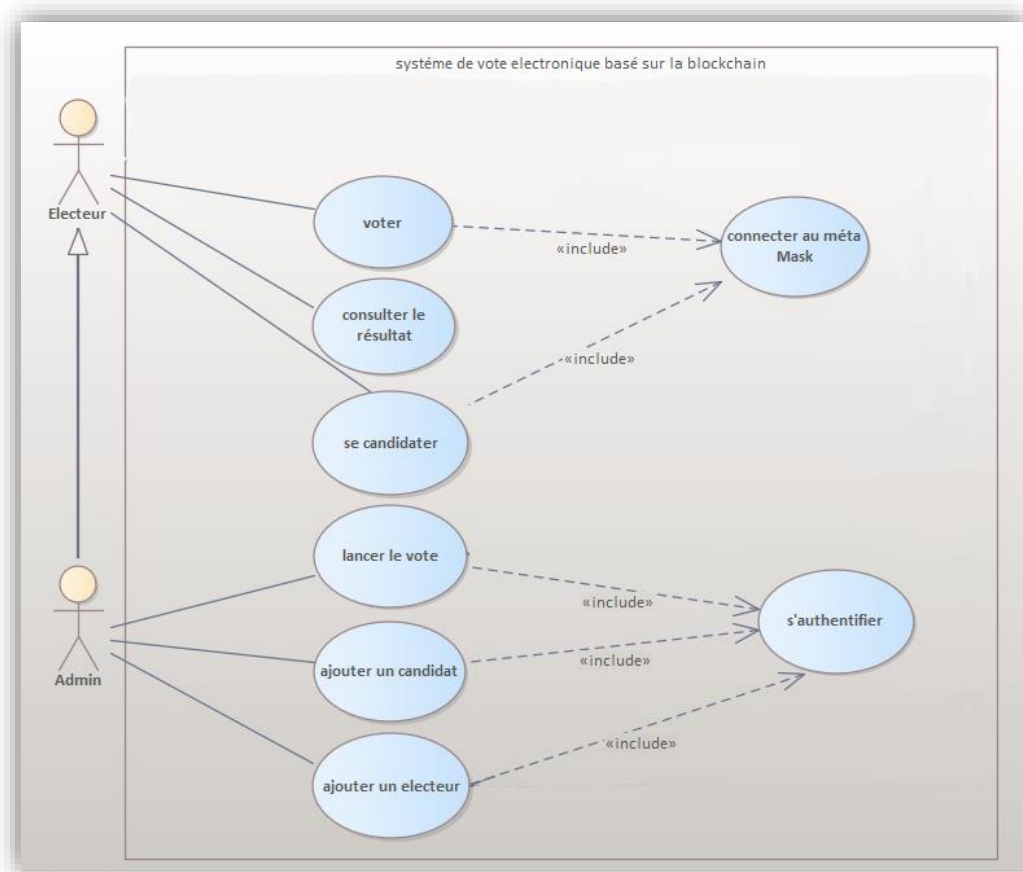 systéme de vote electronique basé sur la blockchain
Electeur
voter
«include»
connecter au méta
Mask
consulter le
résultat
«include»
se candidater
lancer le vote
«include»
s'authentifier
Admin
ajouter un candidat
«include»
«include»
ajouter un electeur